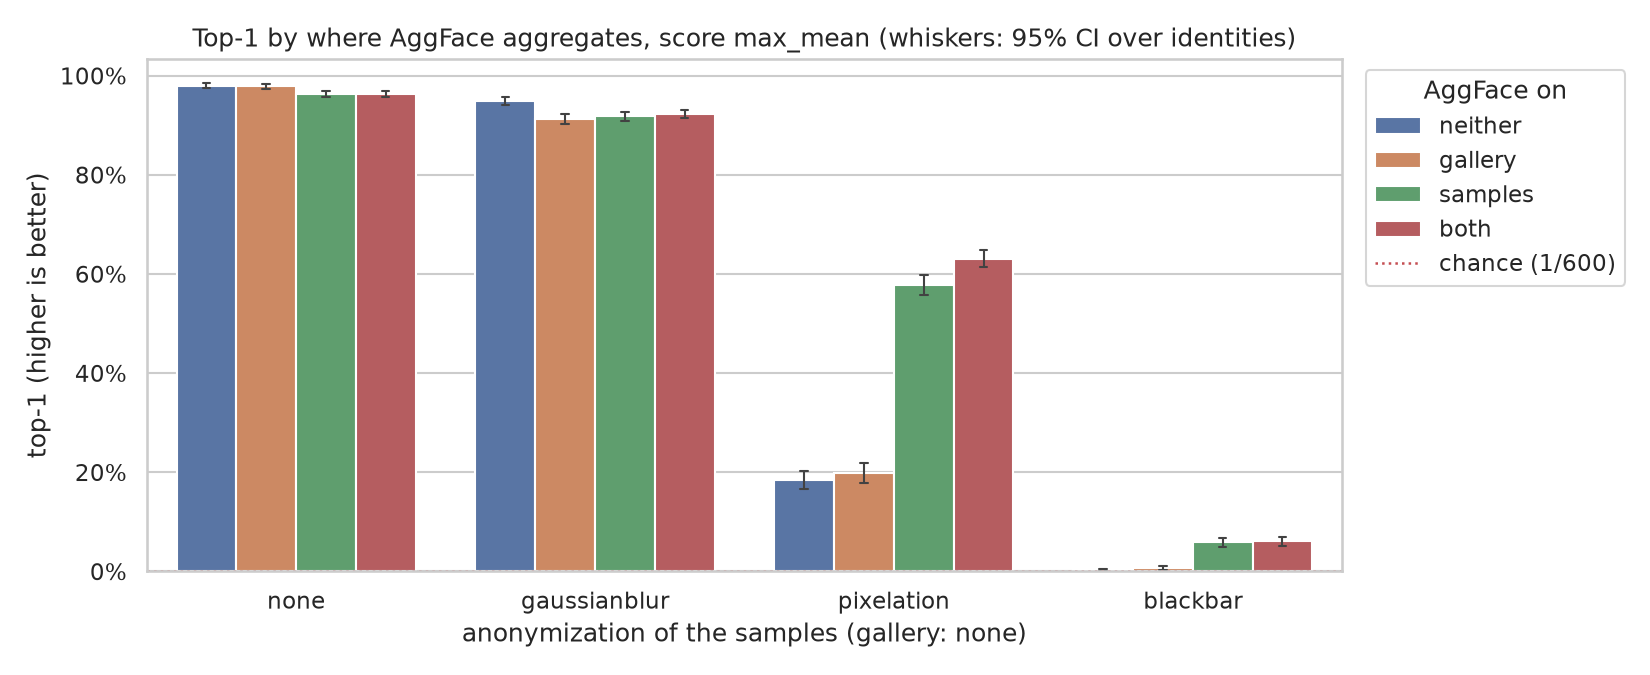 Top-1 by where AggFace aggregates, score max_mean (whiskers: 95% CI over identities)
100%
80%
60%
40%
20%
0%
top-1 (higher is better)
none
gaussianblur
pixelation
blackbar
anonymization of the samples (gallery: none)
AggFace on
neither
gallery
samples
both
chance (1/600)